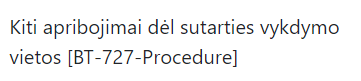 Kiti apribojimai dėl sutarties vykdymo
vietos [BT-727-Procedure]